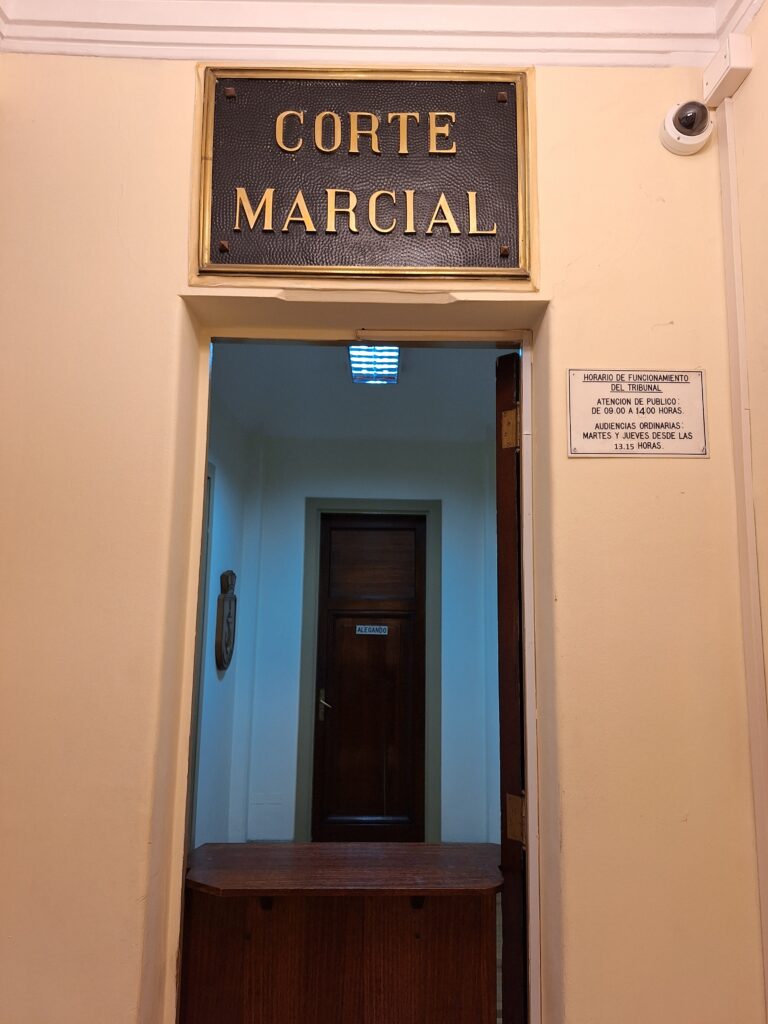 CORTE
MARCIAL
HORARIO DE FUNCIONAMIENTO
DEL TRIBUNAL
ATENCION DE PUBLICO:
DE 09.00 A 14:00 HORAS.
AUDIENCIAS ORDINARIAS:
MARTES Y JUEVES DESDE LAS
13.15 HORAS.
ALEGANDO